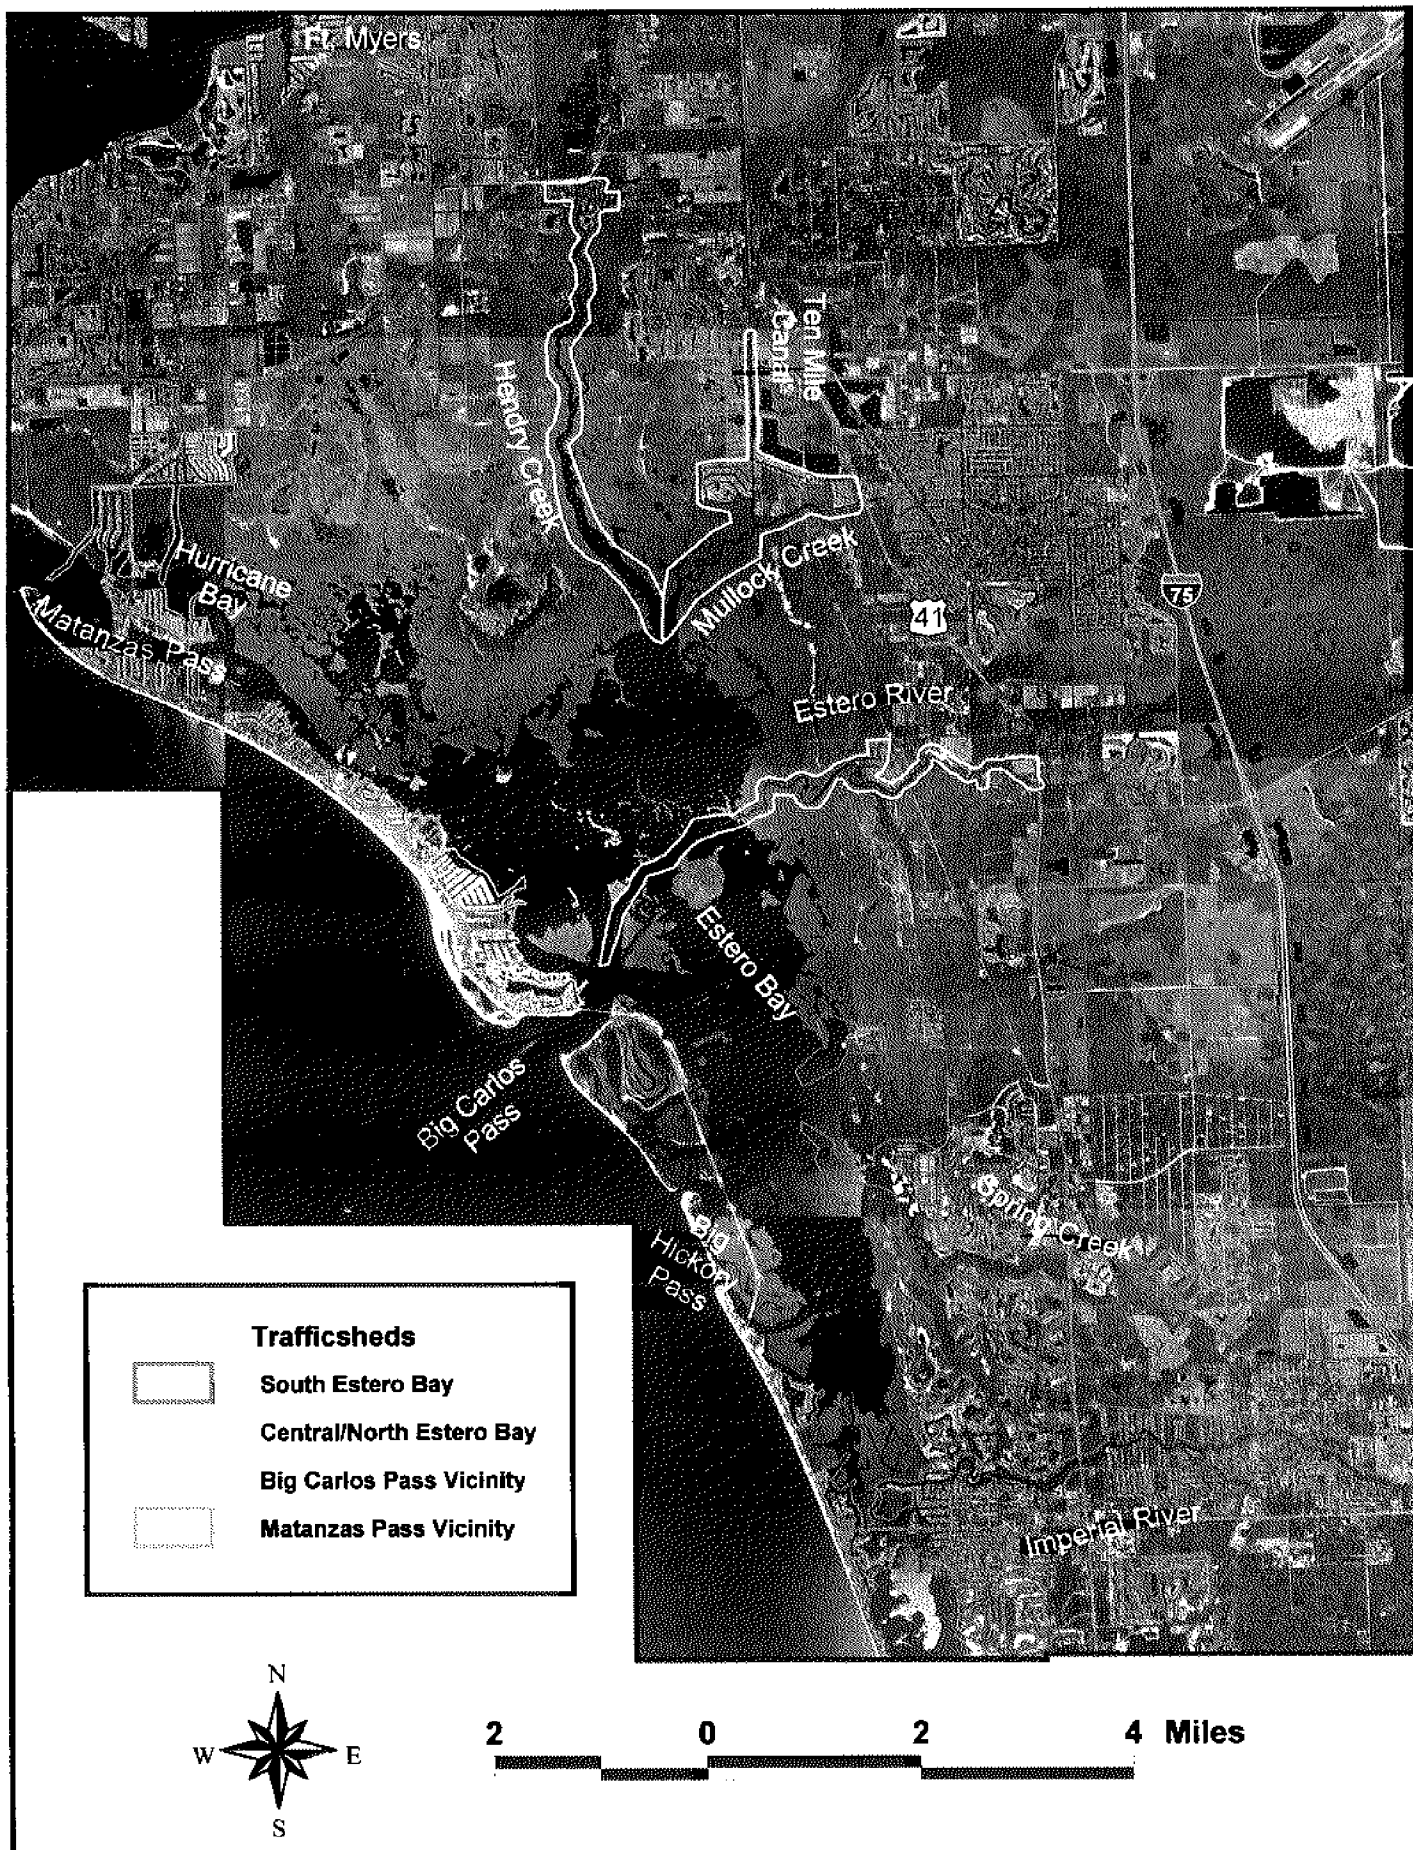 Ft. Myers
Ten Mile
Canal
Hendry Creek
Mullock Creek
Hurricane
Bay
Matanzas Pass
75
41
Estero River
Estero Bay
Big Carlos
Pass
Spring Creek
Big
Hickory
Pass
Imperial River
Trafficsheds
South Estero Bay
Central/North Estero Bay
Big Carlos Pass Vicinity
Matanzas Pass Vicinity
N
W E
S
2 0 2 4 Miles